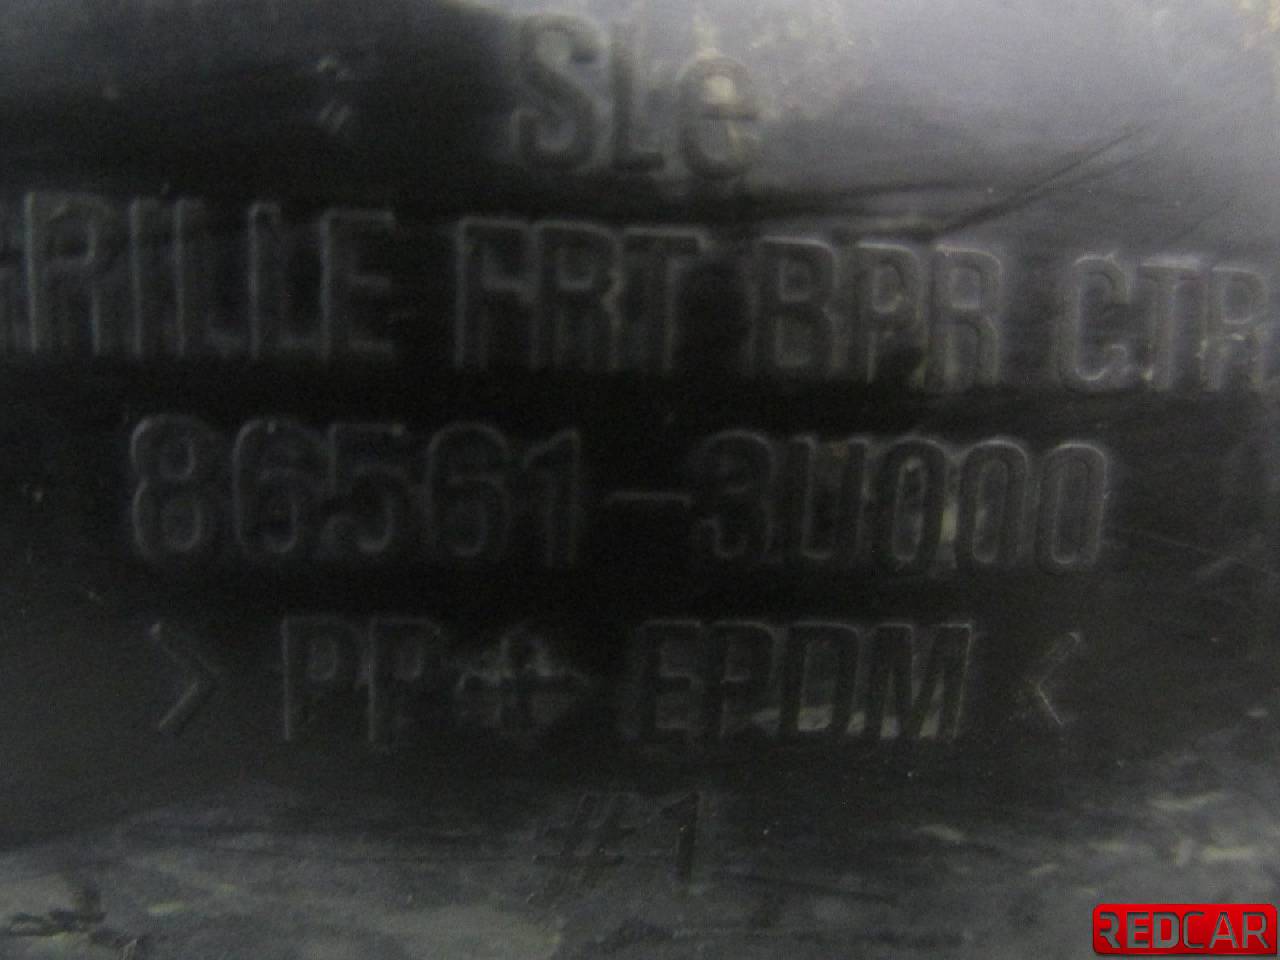 SLe
GRILLE FRT BPR CTR
86561-3U000
>PP+EPDM<
#1
REDCAR